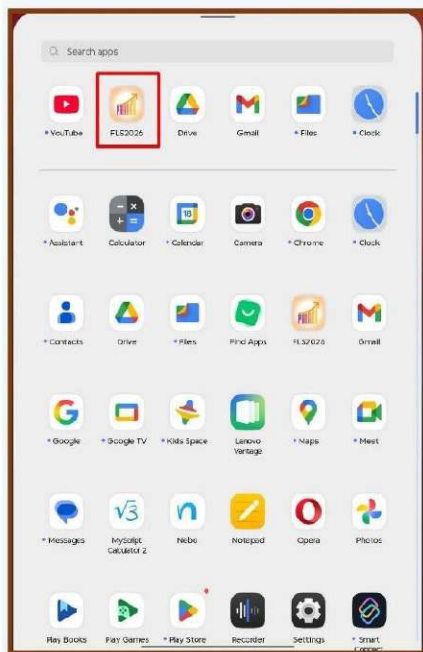 Search apps
YouTube
FLS2026
Drive
Gmail
Files
Clock
Assistant
Calculator
18
Calendar
Camera
Chrome
Clock
Contacts
Drive
Files
Find Apps
FLS2026
Gmail
Google
Google TV
Kids Space
Lenovo
Vantage
Maps
Meet
√3
Messages
MyScript
Calculator 2
Nebo
Notepad
Opera
Photos
Play Books
Play Games
Play Store
Recorder
Settings
Smart
Connect